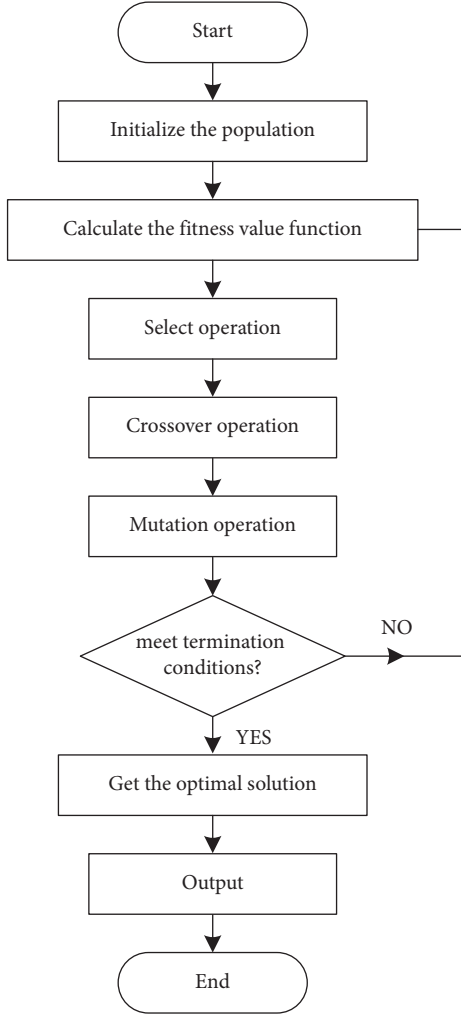 Start
Initialize the population
Calculate the fitness value function
Select operation
Crossover operation
Mutation operation
meet termination
conditions?
NO
YES
Get the optimal solution
Output
End